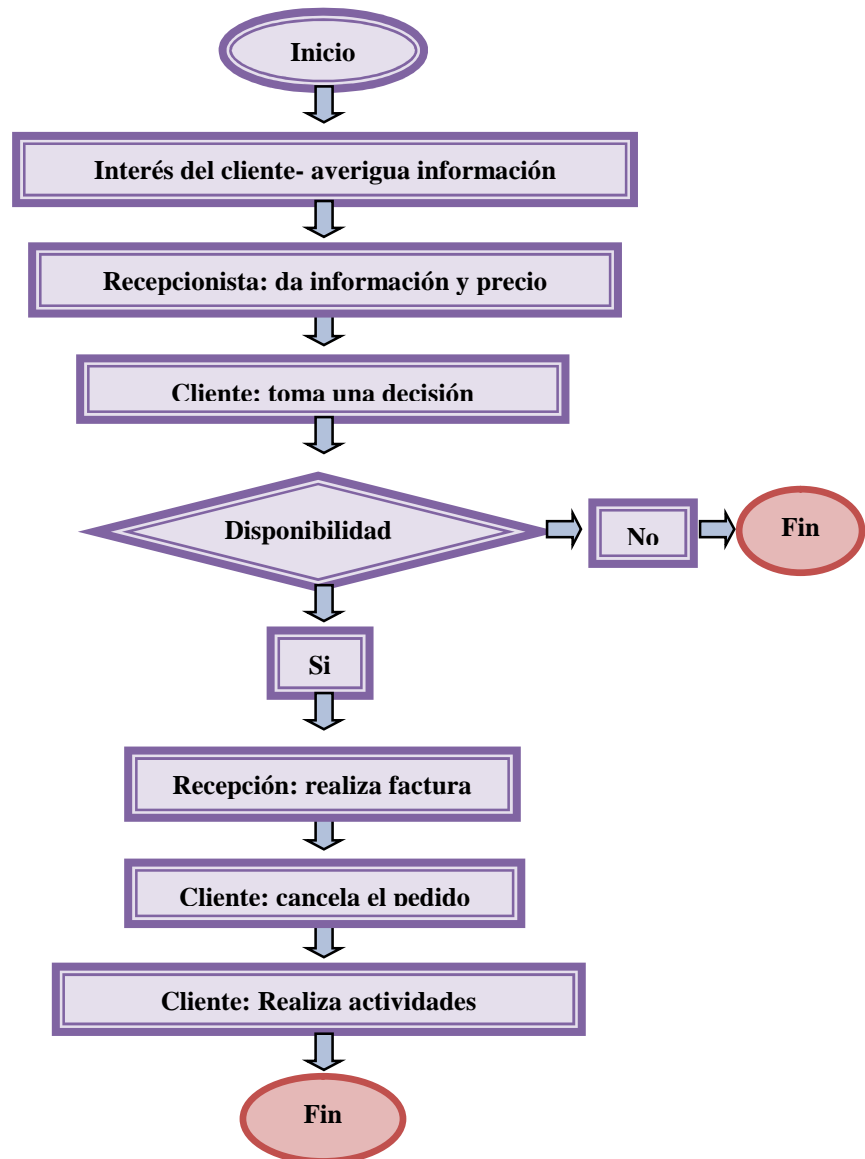 Inicio
Interés del cliente- averigua información
Recepcionista: da información y precio
Cliente: toma una decisión
Disponibilidad
No
Fin
Si
Recepción: realiza factura
Cliente: cancela el pedido
Cliente: Realiza actividades
Fin